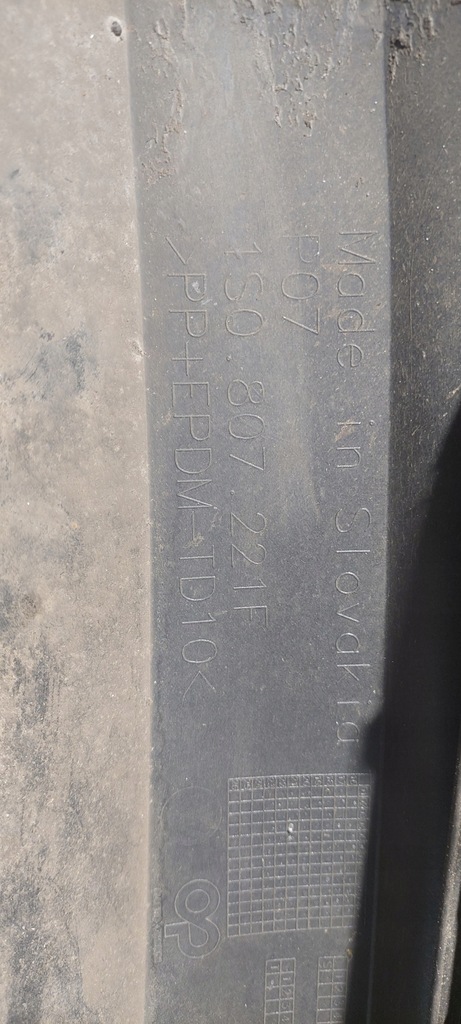 Made in Slovakia
P07
1S0.807.221F
>PP+EPDM-TD10<